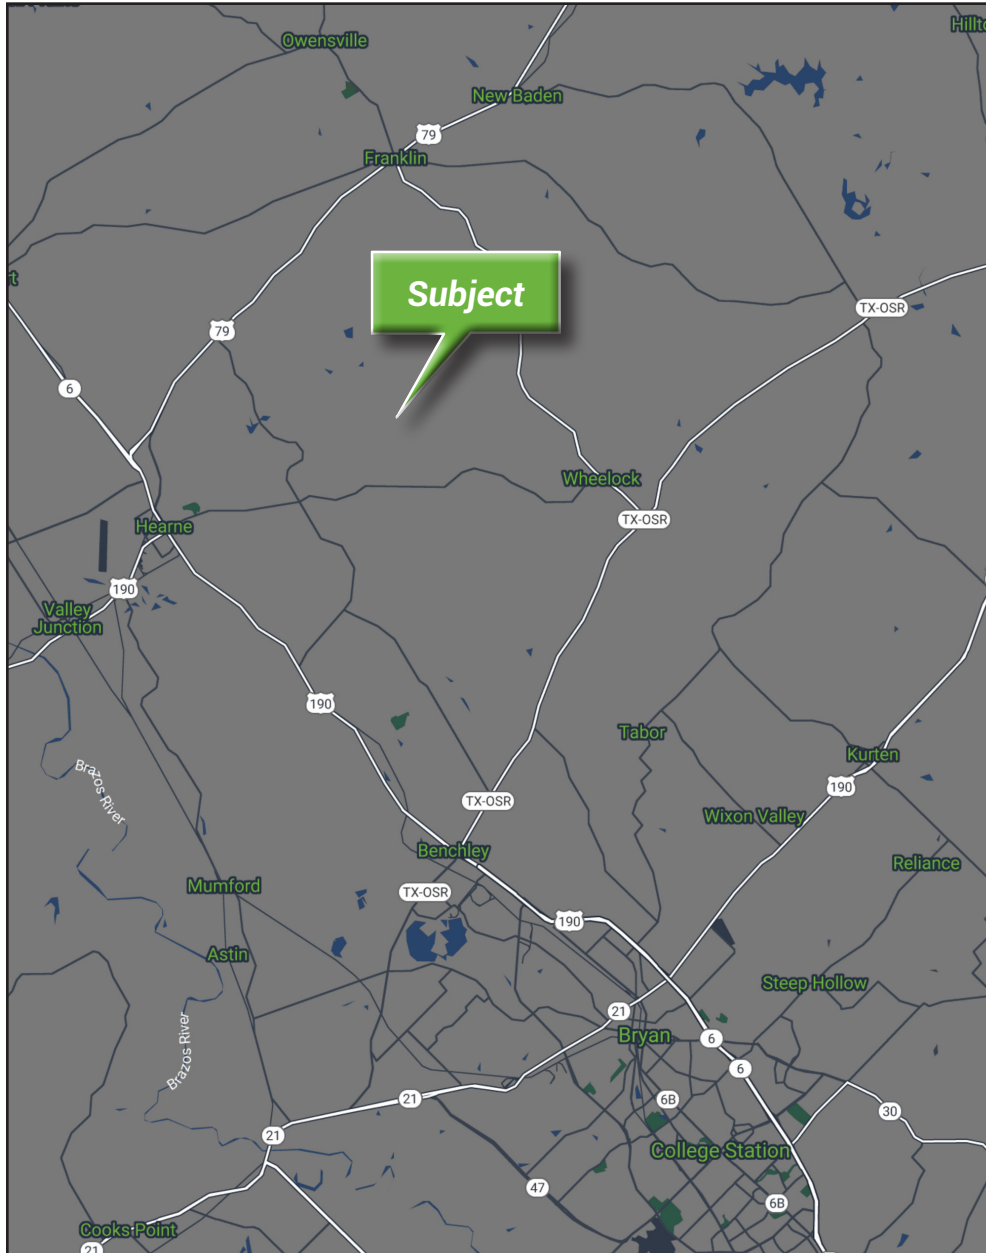 Hillto
Owensville
New Baden
79
Franklin
rt
Subject
TX-OSR
79
6
Wheelock
TX-OSR
Hearne
190
Valley
Junction
190
Tabor
Kurten
190
TX-OSR
Wixon Valley
Brazos River
Benchley
Reliance
Mumford
TX-OSR
190
Astin
Steep Hollow
21
Bryan
6
6
Brazos River
21
6B
30
21
College Station
47
6B
Cooks Point
21